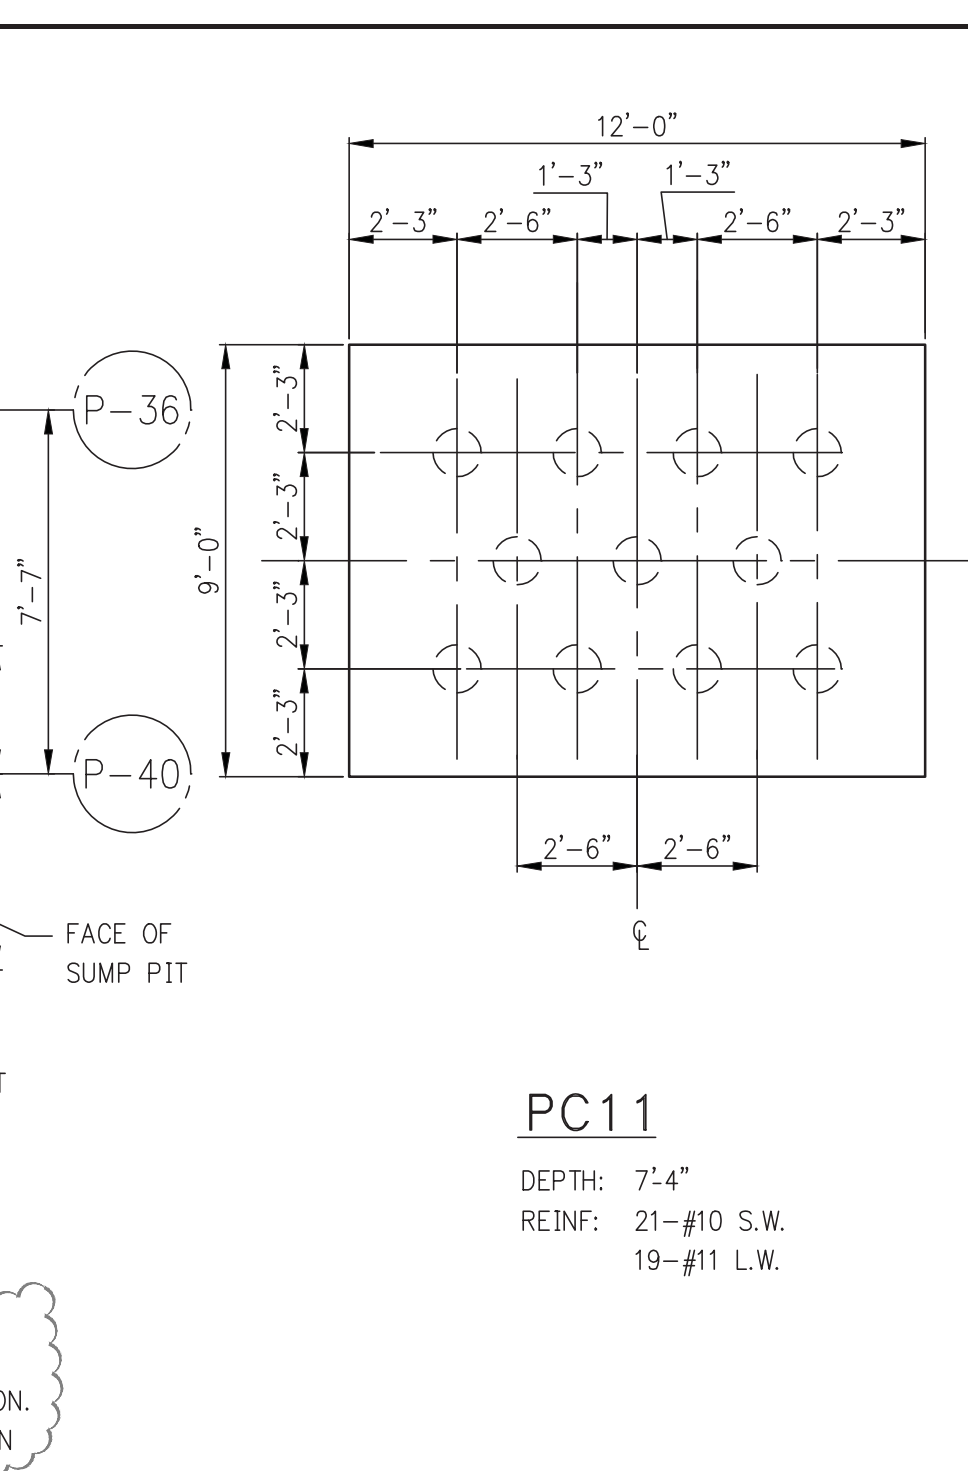 12'-0"
1'-3" 1'-3"
2'-3" 2'-6" 2'-6" 2'-3"
P-36
2'-3"
2'-3"
9'-0"
7'-7"
2'-3"
2'-3"
P-40
2'-6" 2'-6"
℄
FACE OF
SUMP PIT
PC11
DEPTH: 7'-4"
REINF: 21-#10 S.W.
19-#11 L.W.